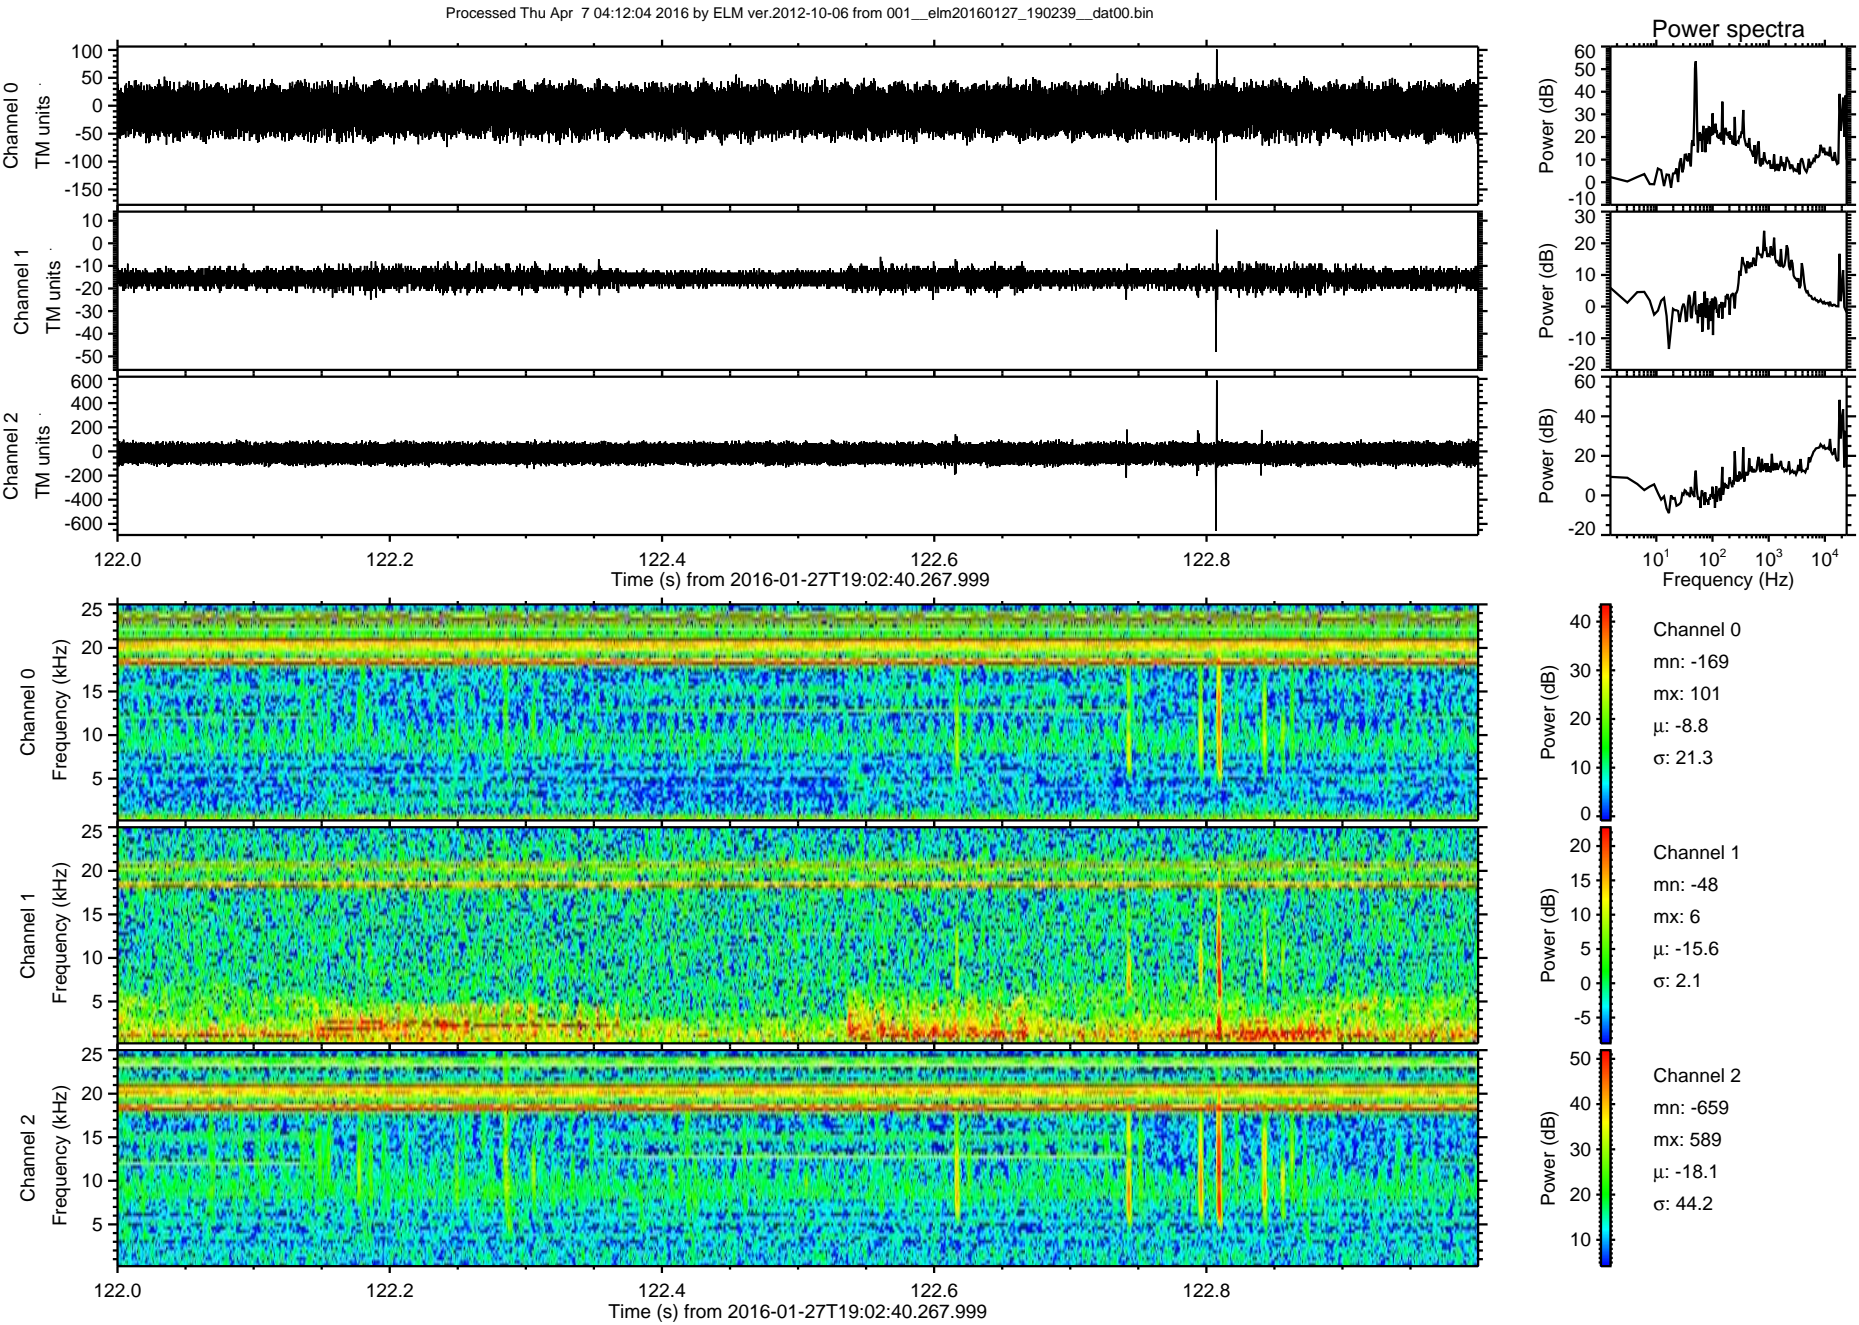 Processed Thu Apr  7 04:12:04 2016 by ELM ver.2012-10-06 from 001__elm20160127_190239__dat00.bin
Power spectra
Channel 0
TM units
100
50
0
-50
-100
-150
Power (dB)
60
50
40
30
20
10
0
-10
Channel 1
TM units
10
0
-10
-20
-30
-40
-50
Power (dB)
30
20
10
0
-10
-20
Channel 2
TM units
600
400
200
0
-200
-400
-600
Power (dB)
60
40
20
0
-20
122.0 122.2 122.4 122.6 122.8
Time (s) from 2016-01-27T19:02:40.267.999
10^1 10^2 10^3 10^4
Frequency (Hz)
Channel 0
Frequency (kHz)
25
20
15
10
5
Power (dB)
40
30
20
10
0
Channel 0
mn: -169
mx: 101
µ: -8.8
σ: 21.3
Channel 1
Frequency (kHz)
25
20
15
10
5
Power (dB)
20
15
10
5
0
-5
Channel 1
mn: -48
mx: 6
µ: -15.6
σ: 2.1
Channel 2
Frequency (kHz)
25
20
15
10
5
Power (dB)
50
40
30
20
10
Channel 2
mn: -659
mx: 589
µ: -18.1
σ: 44.2
122.0 122.2 122.4 122.6 122.8
Time (s) from 2016-01-27T19:02:40.267.999